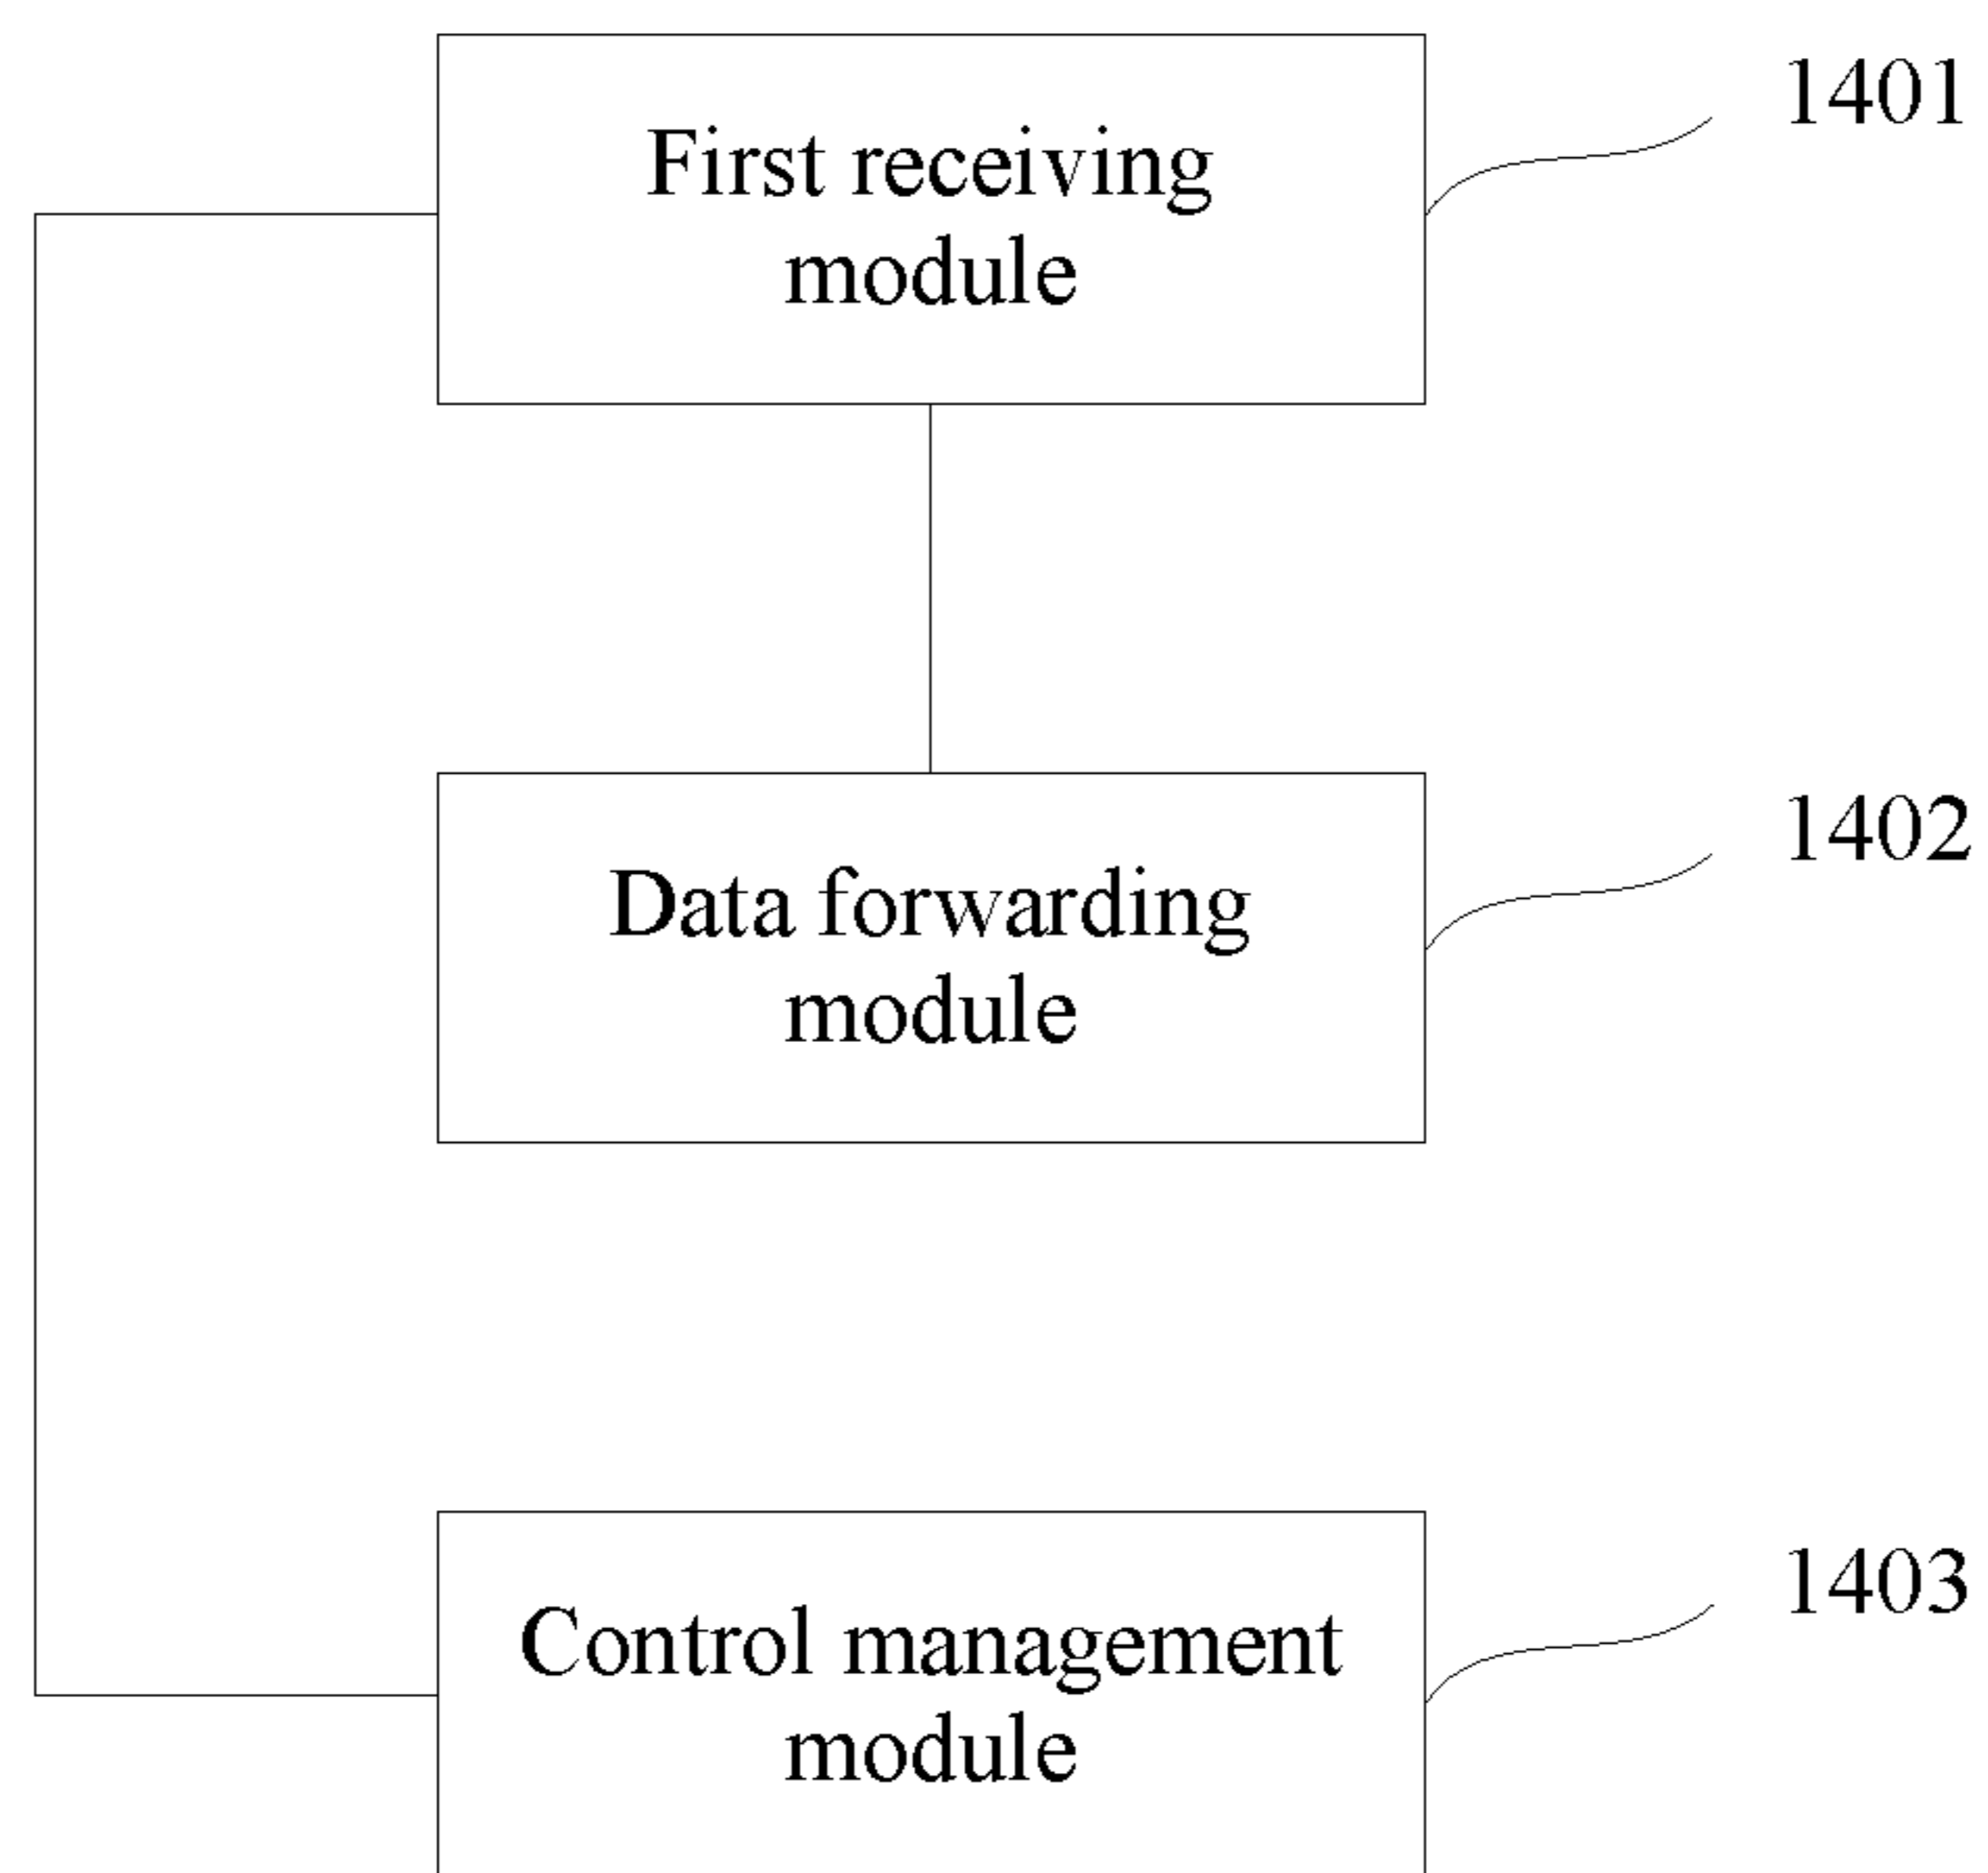 First receiving
module
1401
Data forwarding
module
1402
Control management
module
1403